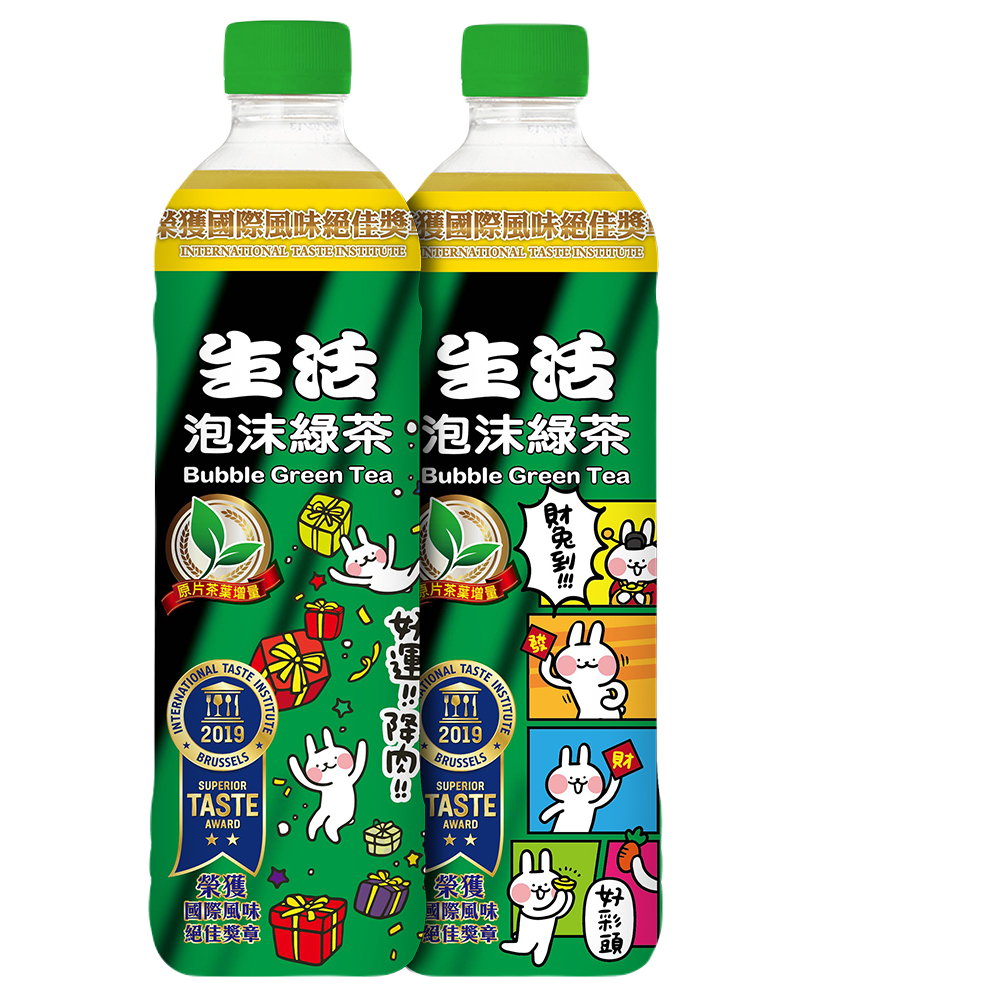 榮獲國際風味絕佳獎
INTERNATIONAL TASTE INSTITUTE
生活
泡沫綠茶
Bubble Green Tea
原片茶葉增量
好運!!降肉!!
INTERNATIONAL TASTE INSTITUTE
2019
BRUSSELS
SUPERIOR
TASTE
AWARD
榮獲
國際風味
絕佳獎章
獲國際風味絕佳獎章
INTERNATIONAL TASTE INSTITUTE
生活
泡沫綠茶
Bubble Green Tea
原片茶葉增量
財兔到!!!
發
財
TIONAL TASTE INSTITUTE
2019
BRUSSELS
SUPERIOR
TASTE
AWARD
榮獲
國際風味
絕佳獎章
好彩頭